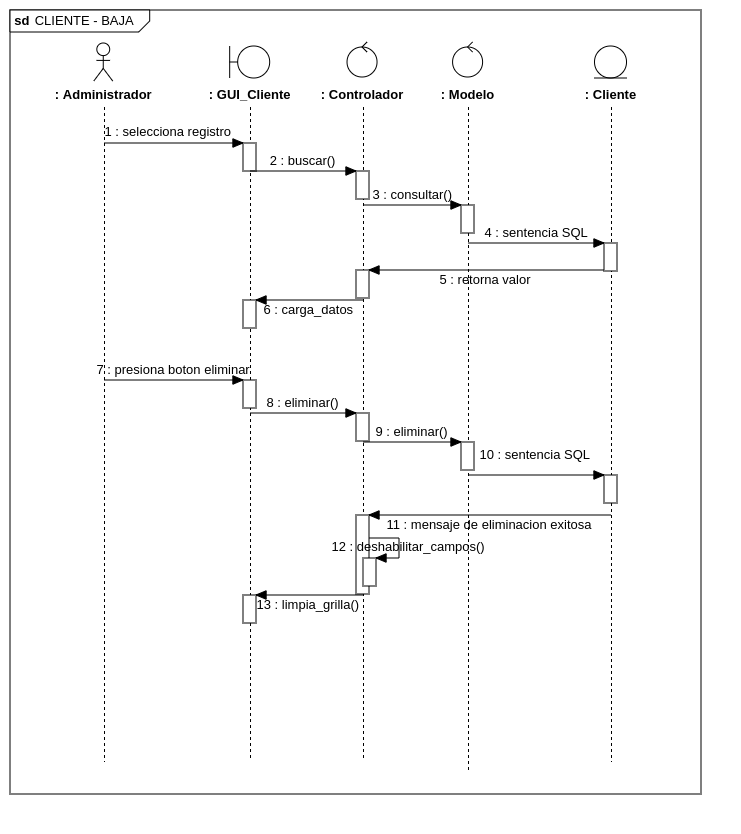 sd CLIENTE - BAJA
: Administrador
: GUI_Cliente
: Controlador
: Modelo
: Cliente
1 : selecciona registro
2 : buscar()
3 : consultar()
4 : sentencia SQL
5 : retorna valor
6 : carga_datos
7 : presiona boton eliminar
8 : eliminar()
9 : eliminar()
10 : sentencia SQL
11 : mensaje de eliminacion exitosa
12 : deshabilitar_campos()
13 : limpia_grilla()